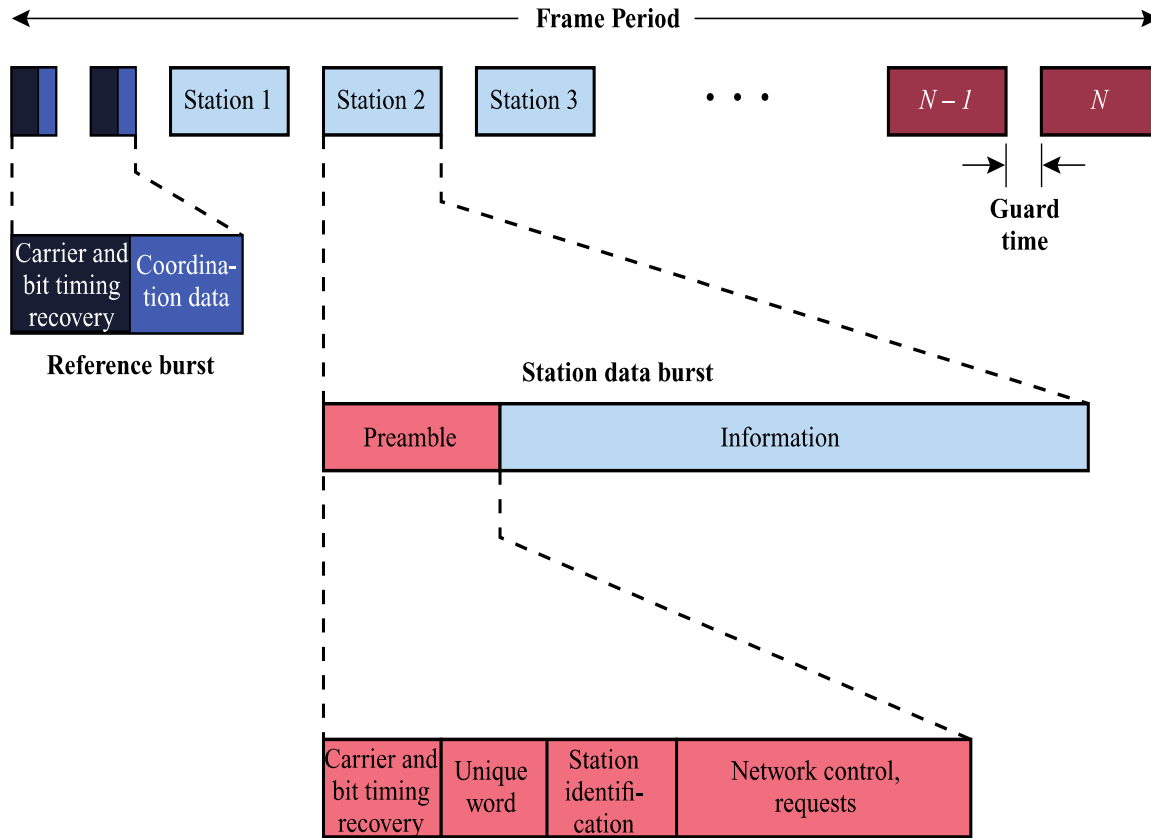 Frame Period
Station 1
Station 2
Station 3
• • •
N – 1
N
Guard
time
Carrier and
bit timing
recovery
Coordina-
tion data
Reference burst
Station data burst
Preamble
Information
Carrier and
bit timing
recovery
Unique
word
Station
identifi-
cation
Network control,
requests